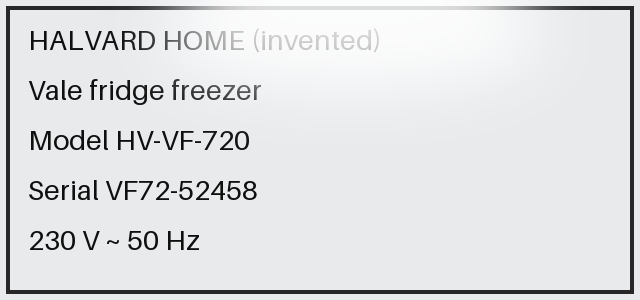 HALVARD HOME (invented)
Vale fridge freezer
Model HV-VF-720
Serial VF72-52458
230 V ~ 50 Hz